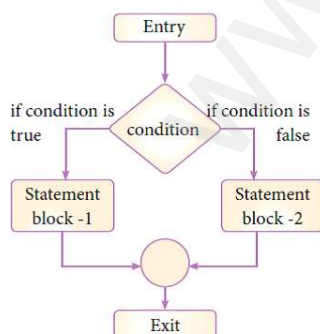 Entry
if condition is
true
condition
if condition is
false
Statement
block -1
Statement
block -2
Exit